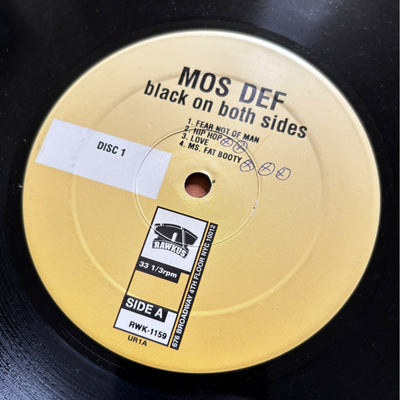 MOS DEF
black on both sides
1. FEAR NOT OF MAN
2. HIP HOP
3. LOVE
4. MS. FAT BOOTY
DISC 1
RAWKUS
33 1/3rpm
SIDE A
RWK-1159
676 BROADWAY 4TH FLOOR NYC 10012
UR1A